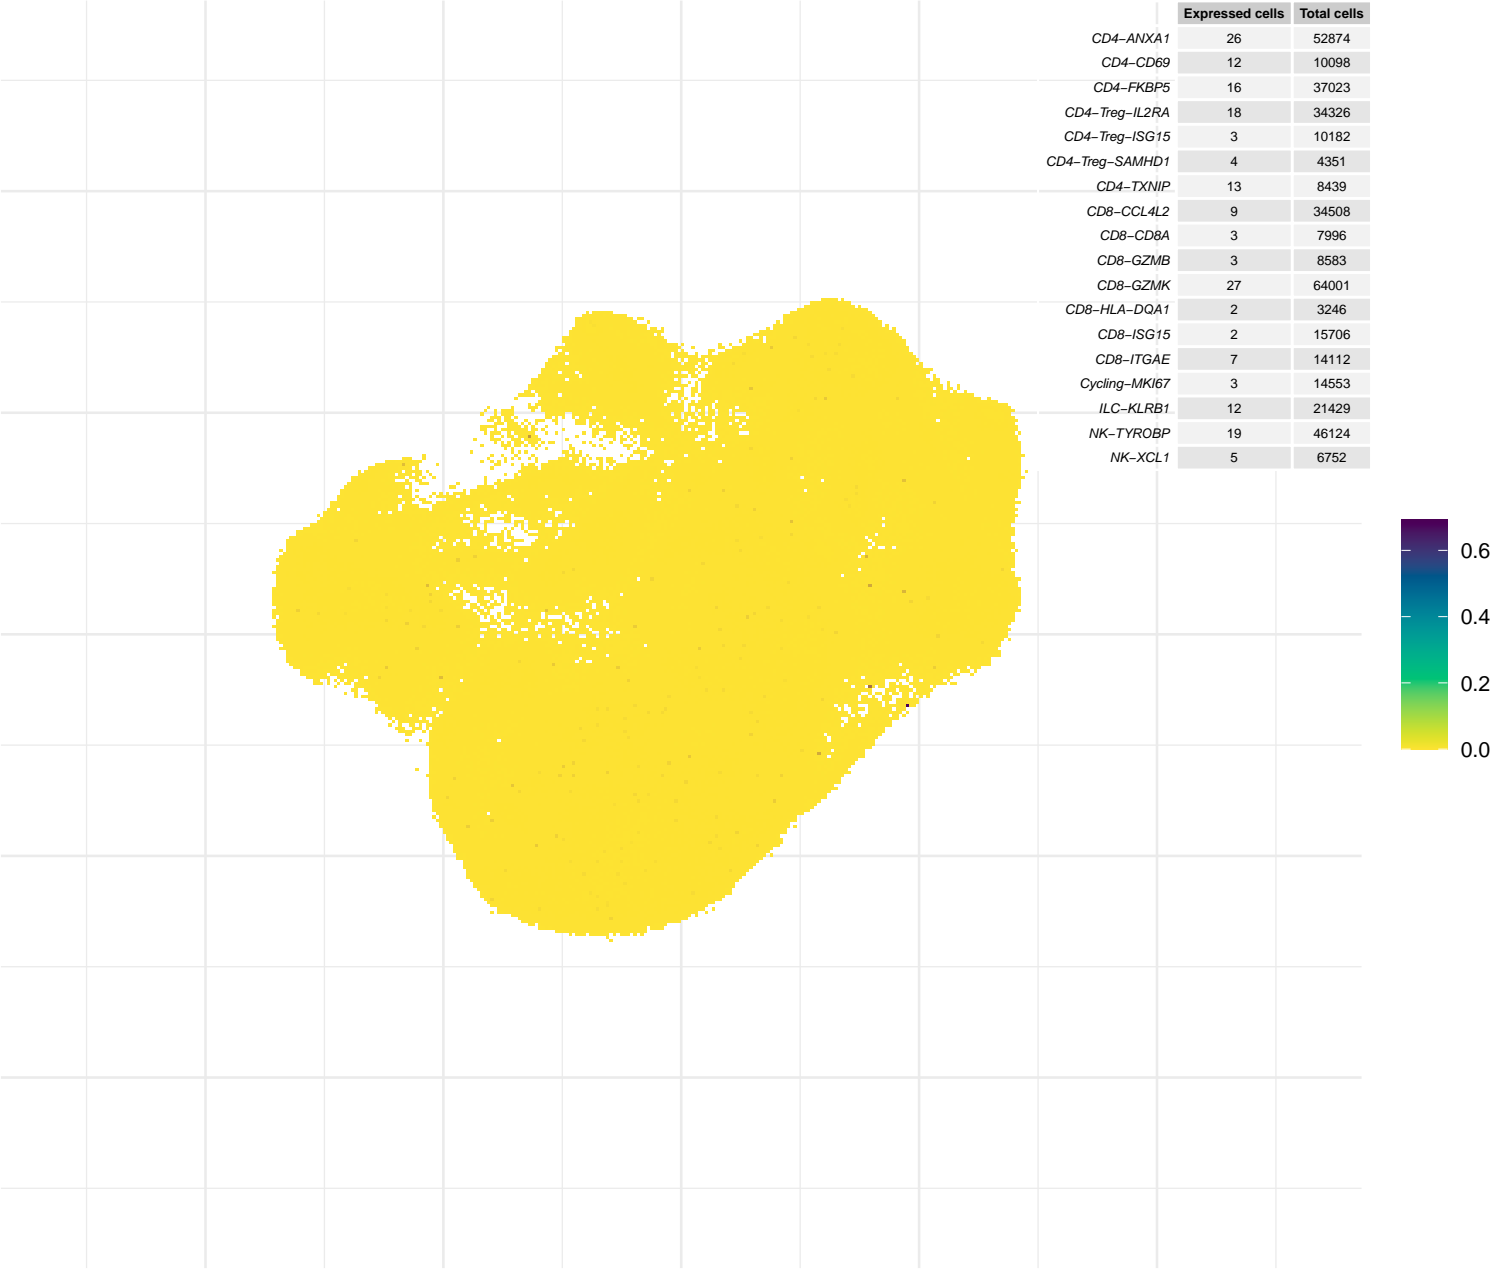 Expressed cells Total cells
CD4−ANXA1 26 52874
CD4−CD69 12 10098
CD4−FKBP5 16 37023
CD4−Treg−IL2RA 18 34326
CD4−Treg−ISG15 3 10182
CD4−Treg−SAMHD1 4 4351
CD4−TXNIP 13 8439
CD8−CCL4L2 9 34508
CD8−CD8A 3 7996
CD8−GZMB 3 8583
CD8−GZMK 27 64001
CD8−HLA−DQA1 2 3246
CD8−ISG15 2 15706
CD8−ITGAE 7 14112
Cycling−MKI67 3 14553
ILC−KLRB1 12 21429
NK−TYROBP 19 46124
NK−XCL1 5 6752
0.6
0.4
0.2
0.0